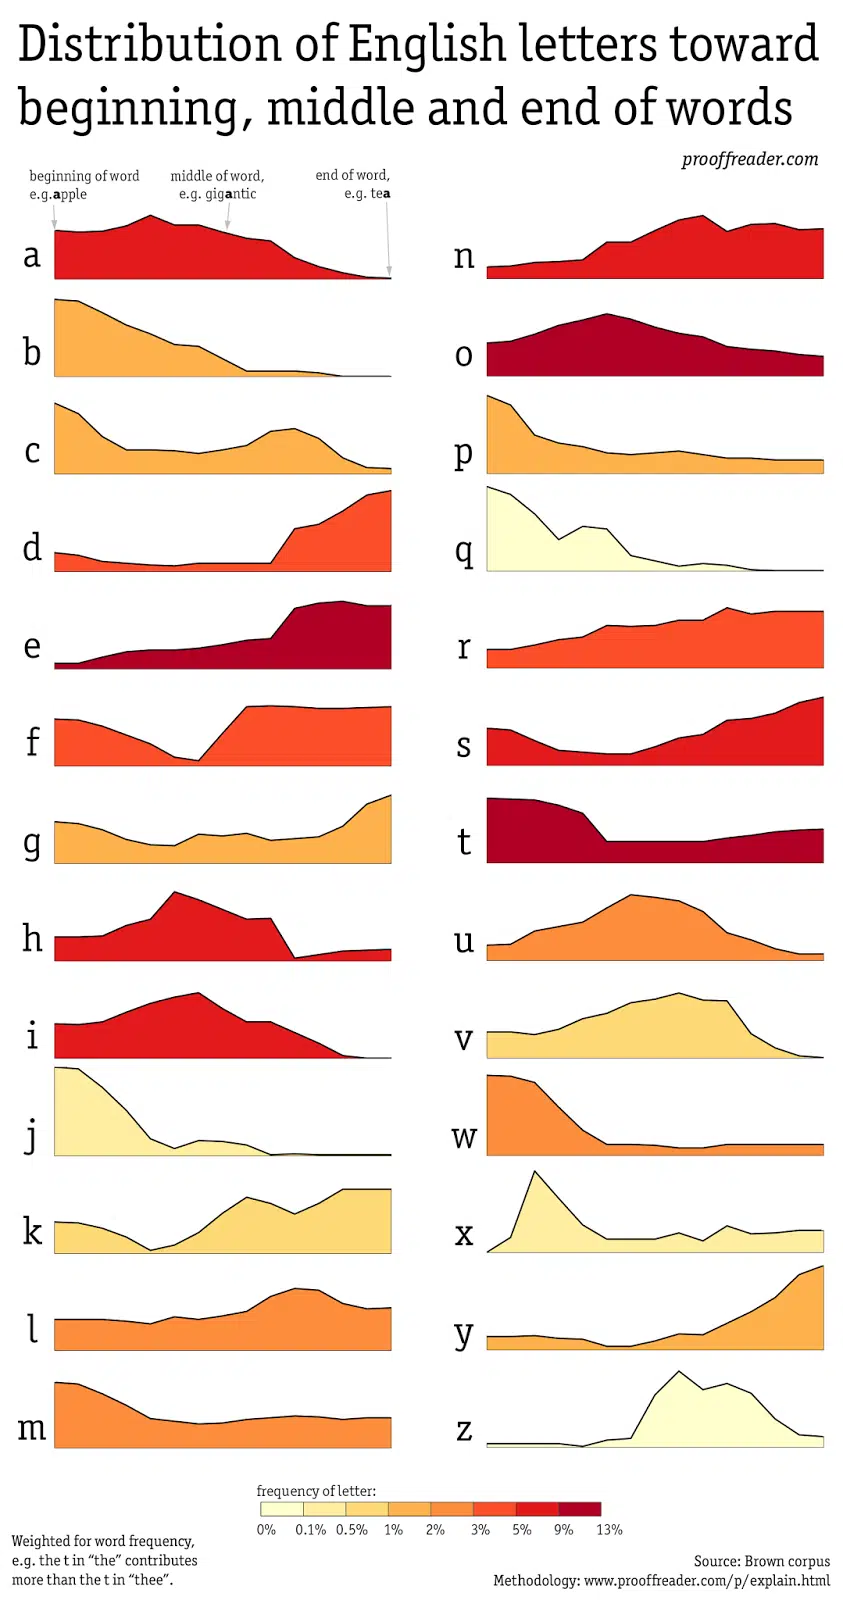 Distribution of English letters toward
beginning, middle and end of words
prooffreader.com
beginning of word
e.g.apple
middle of word,
e.g. gigantic
end of word,
e.g. tea
a
b
c
d
e
f
g
h
i
j
k
l
m
n
o
p
q
r
s
t
u
v
w
x
y
z
frequency of letter:
0% 0.1% 0.5% 1% 2% 3% 5% 9% 13%
Weighted for word frequency,
e.g. the t in “the” contributes
more than the t in “thee”.
Source: Brown corpus
Methodology: www.prooffreader.com/p/explain.html